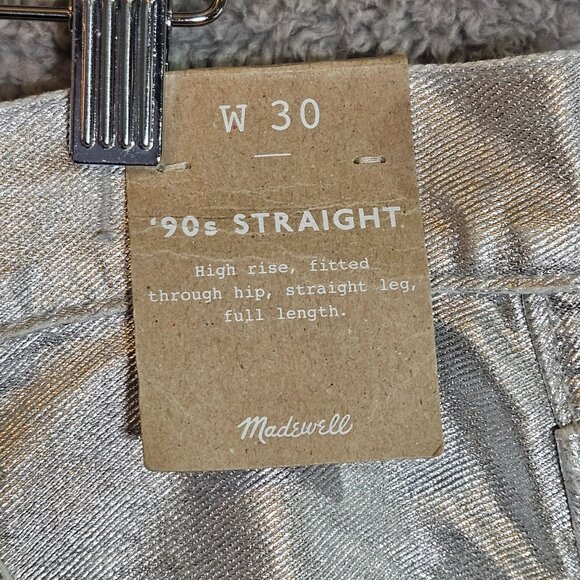 W 30
'90s STRAIGHT
High rise, fitted
through hip, straight leg,
full length.
Madewell